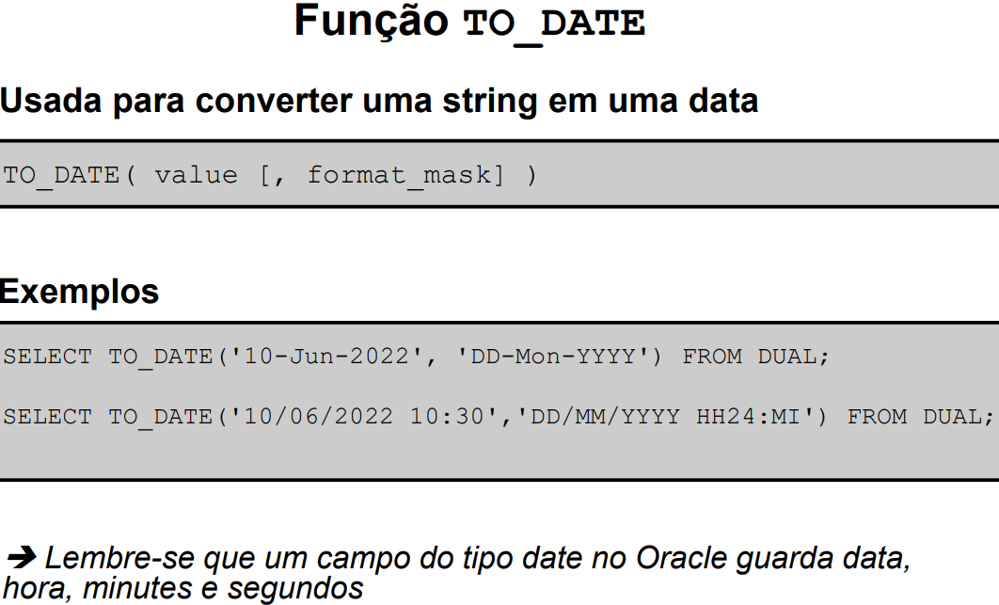 Função TO_DATE
Usada para converter uma string em uma data
TO_DATE( value [, format_mask] )
Exemplos
SELECT TO_DATE('10-Jun-2022', 'DD-Mon-YYYY') FROM DUAL;
SELECT TO_DATE('10/06/2022 10:30','DD/MM/YYYY HH24:MI') FROM DUAL;
➔ Lembre-se que um campo do tipo date no Oracle guarda data,
hora, minutes e segundos